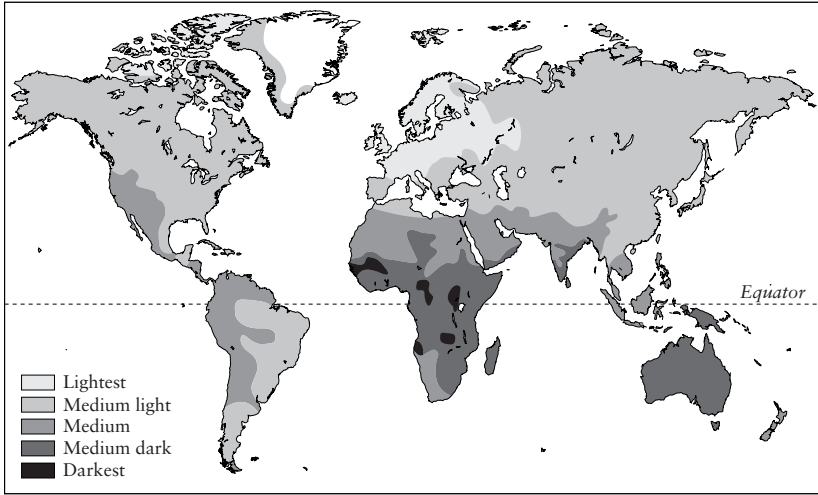 Equator
Lightest
Medium light
Medium
Medium dark
Darkest